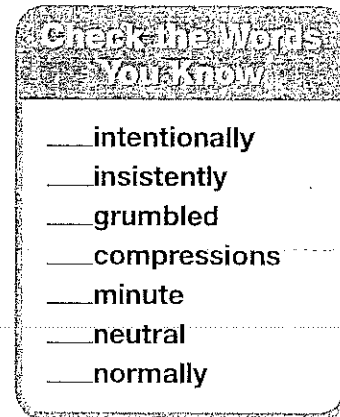 Check the Words
You Know
___intentionally
___insistently
___grumbled
___compressions
___minute
___neutral
___normally